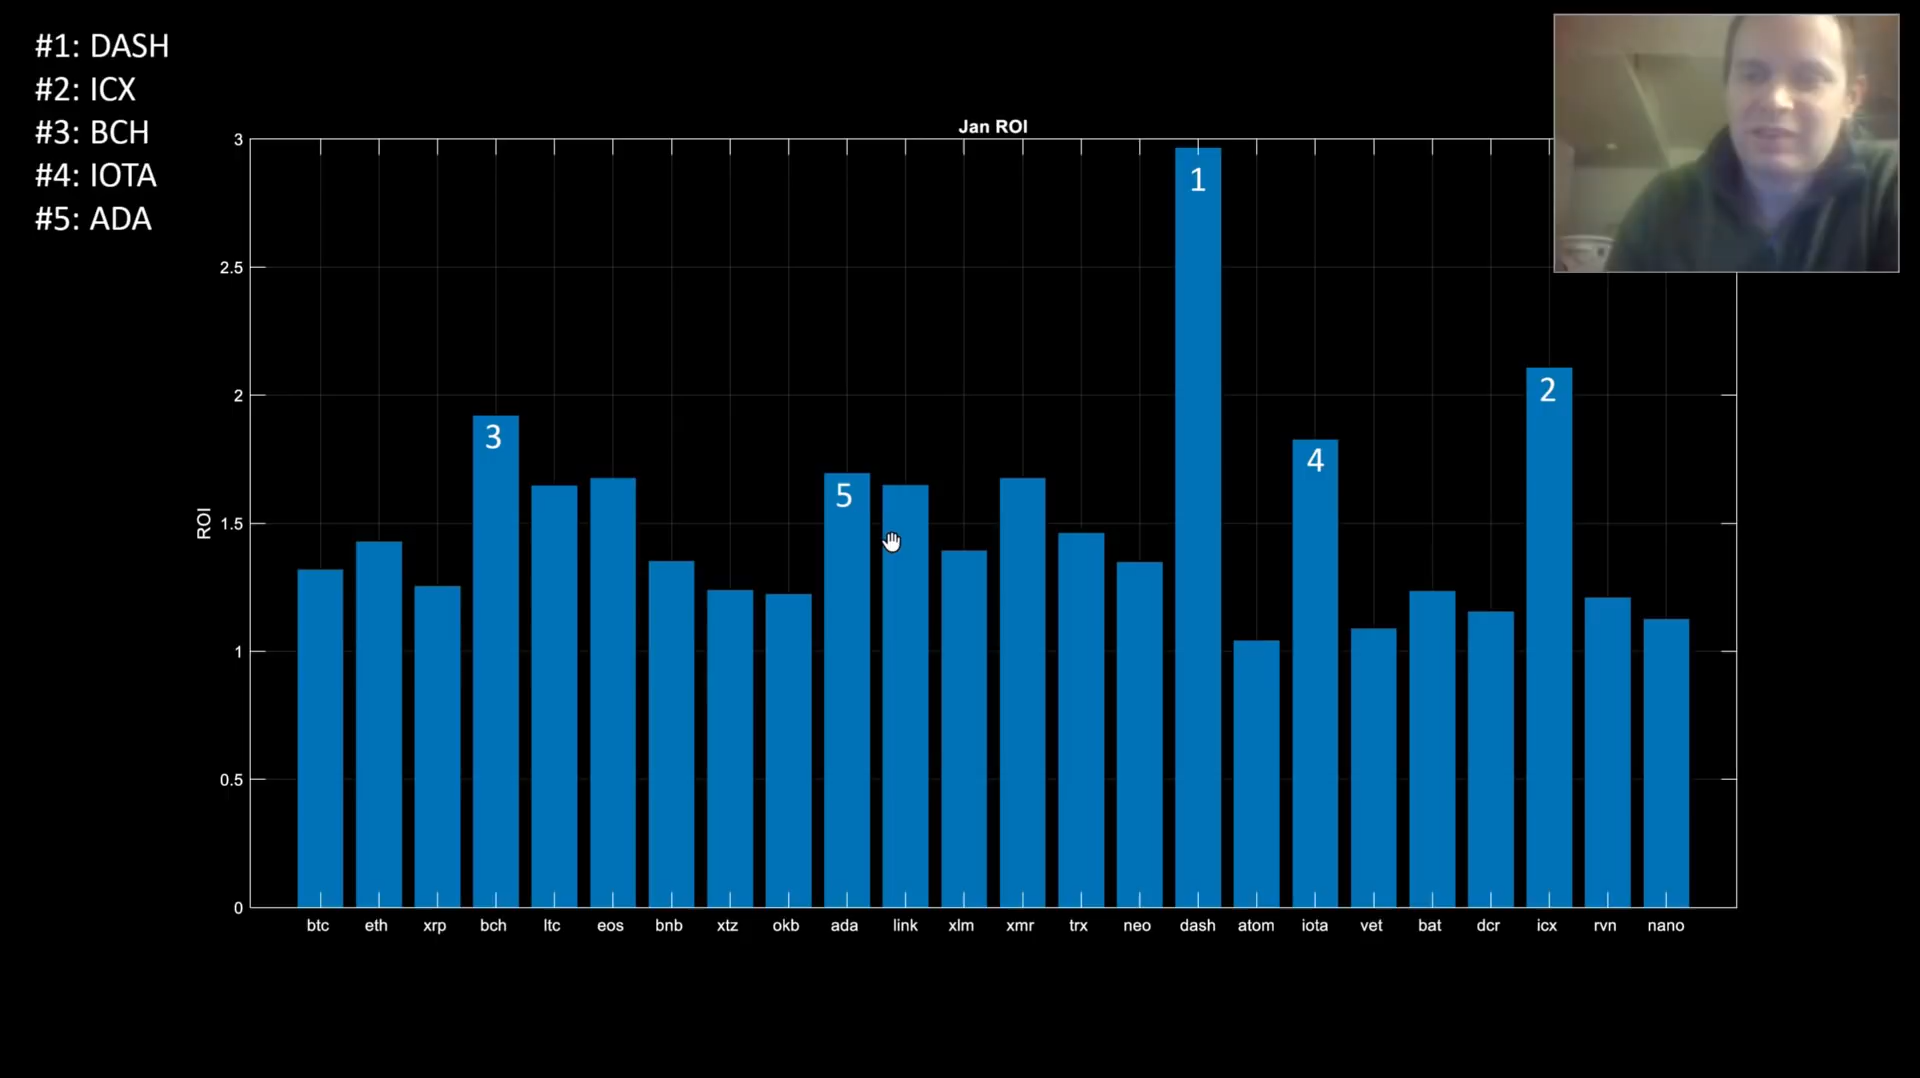 #1: DASH
#2: ICX
#3: BCH
#4: IOTA
#5: ADA
Jan ROI
3
2.5
2
1.5
1
0.5
0
ROI
1
2
3
4
5
btc eth xrp bch ltc eos bnb xtz okb ada link xlm xmr trx neo dash atom iota vet bat dcr icx rvn nano